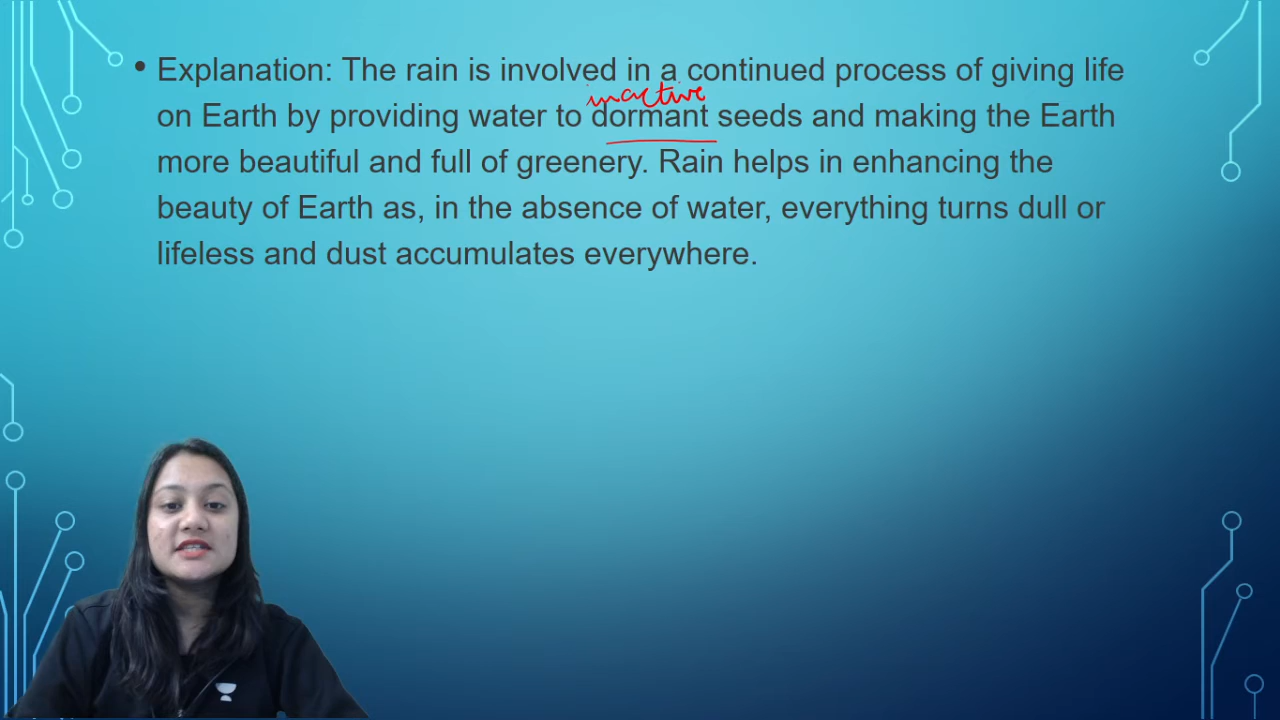 • Explanation: The rain is involved in a continued process of giving life
inactive
on Earth by providing water to dormant seeds and making the Earth
more beautiful and full of greenery. Rain helps in enhancing the
beauty of Earth as, in the absence of water, everything turns dull or
lifeless and dust accumulates everywhere.